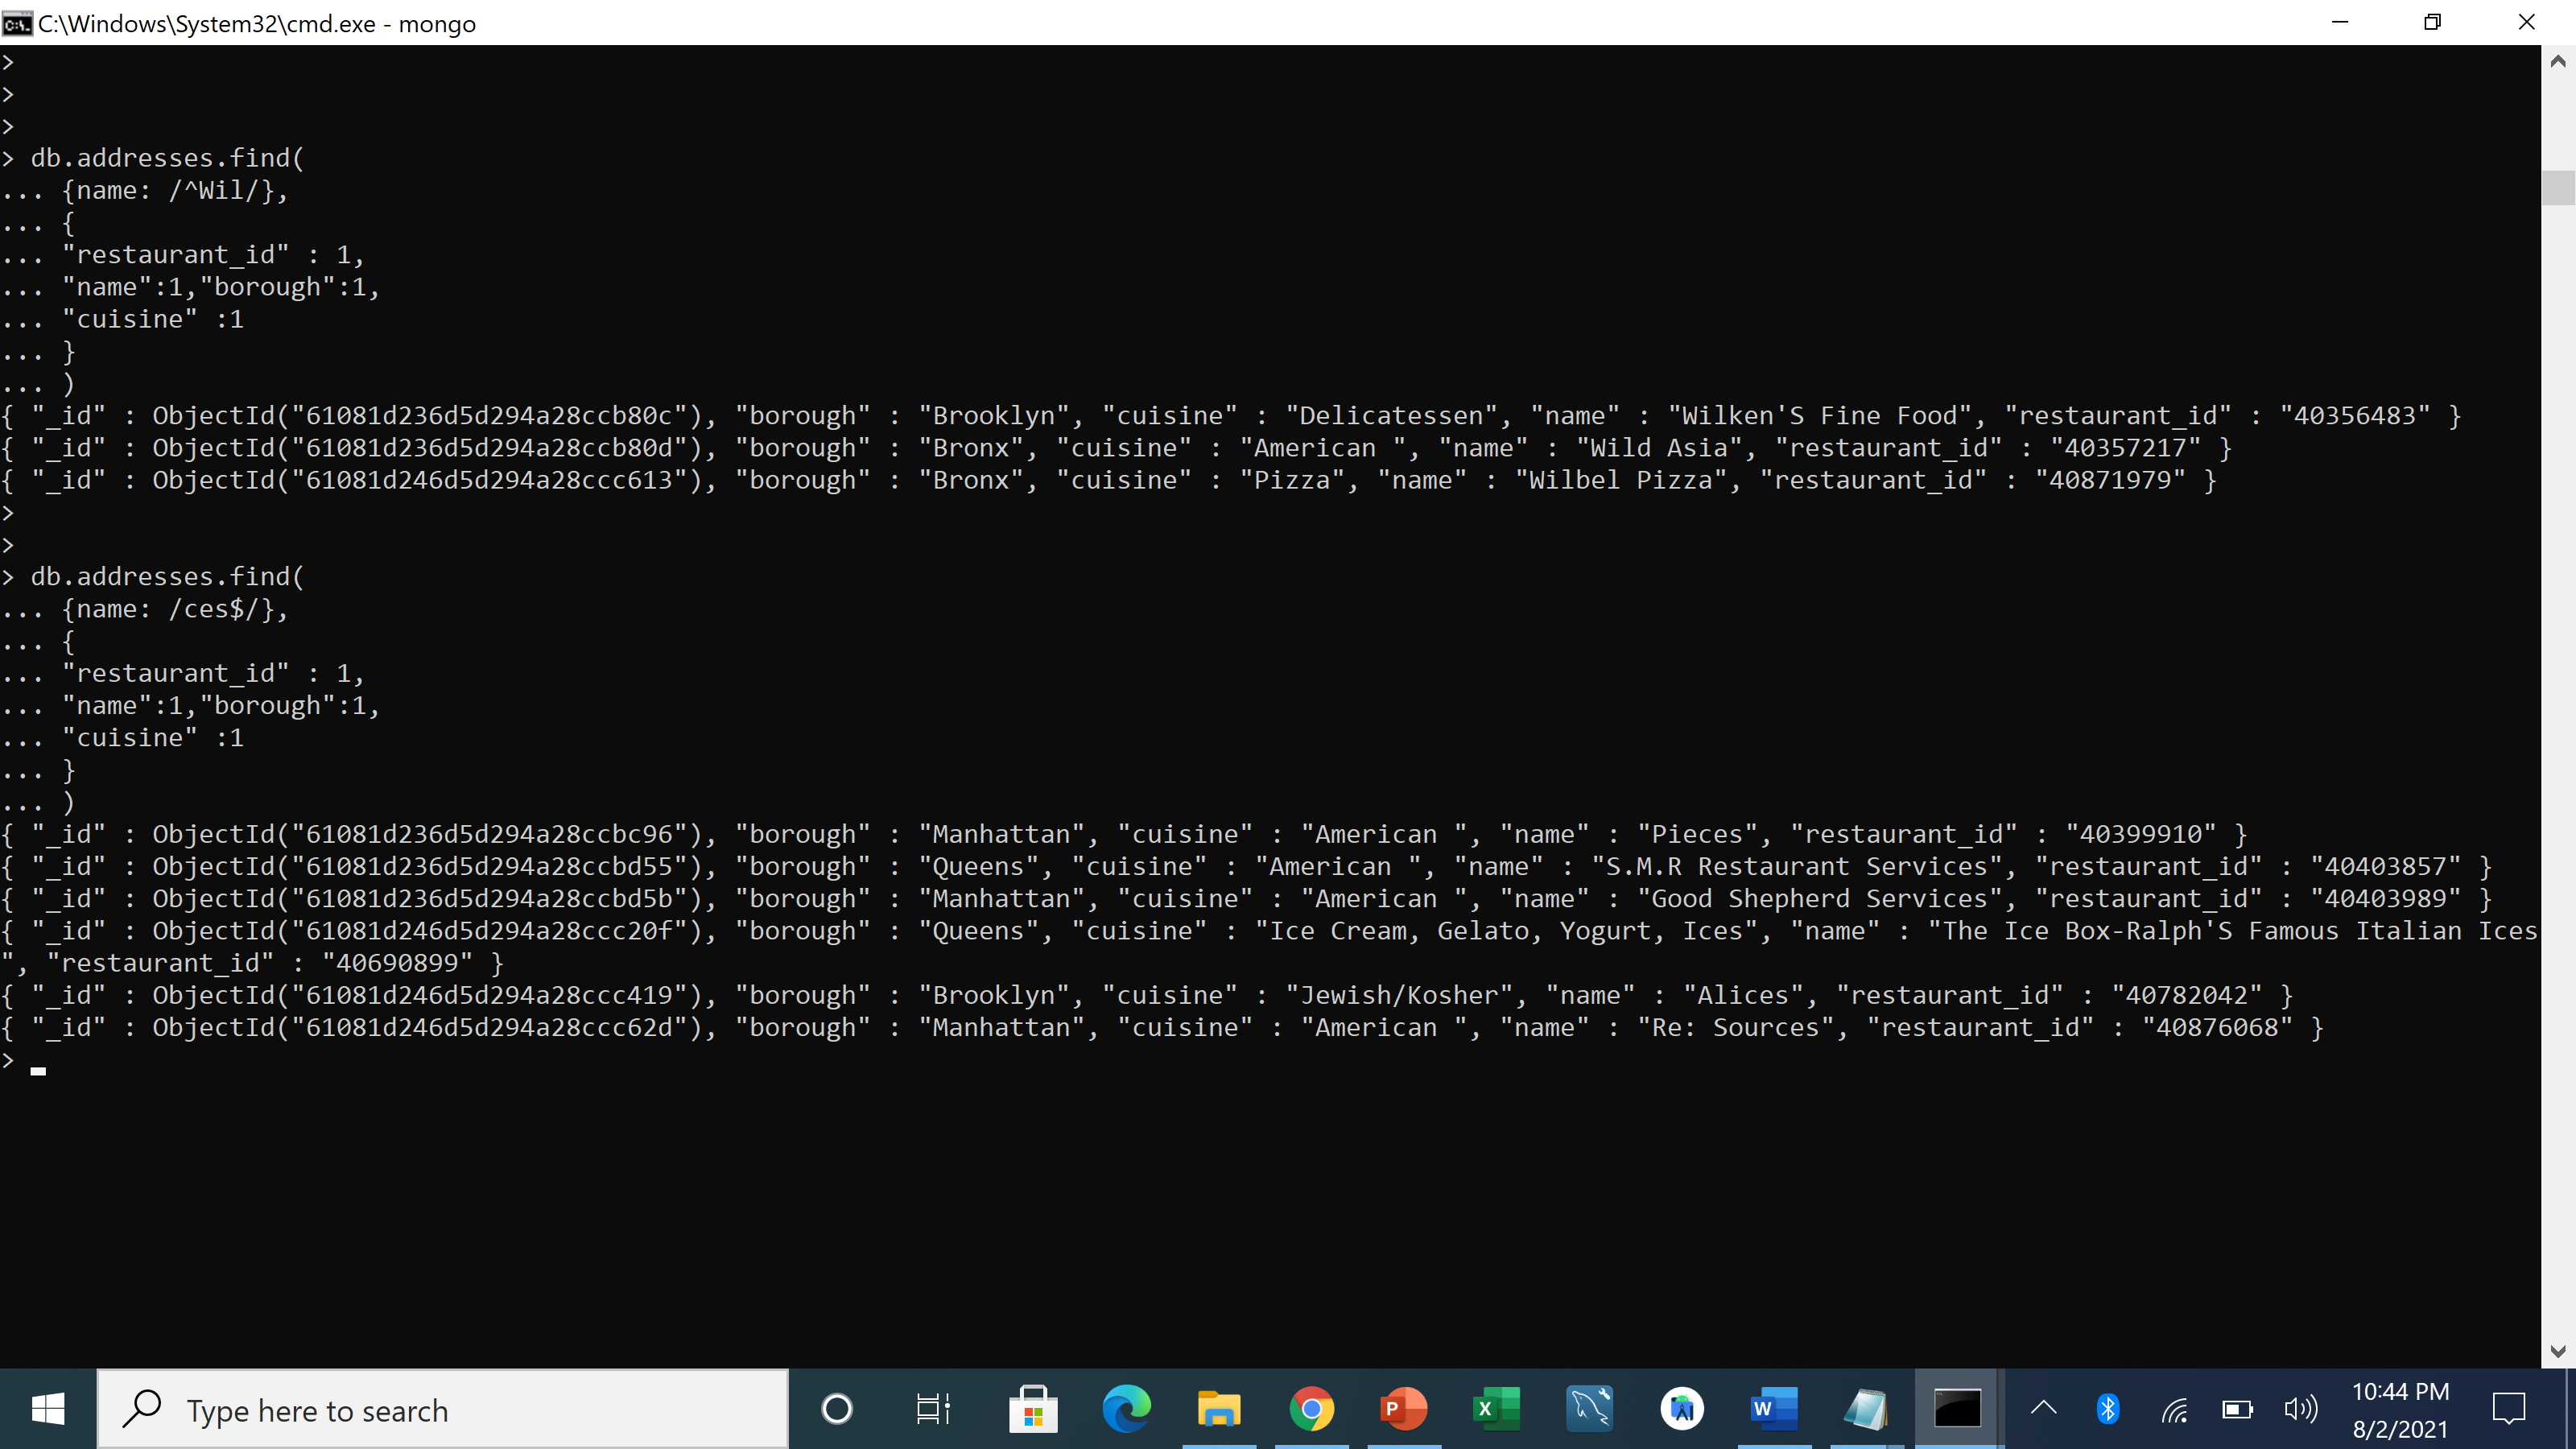 C:\Windows\System32\cmd.exe - mongo
>
>
>
> db.addresses.find(
... {name: /^Wil/},
... {
... "restaurant_id" : 1,
... "name":1,"borough":1,
... "cuisine" :1
... }
... )
{ "_id" : ObjectId("61081d236d5d294a28ccb80c"), "borough" : "Brooklyn", "cuisine" : "Delicatessen", "name" : "Wilken'S Fine Food", "restaurant_id" : "40356483" }
{ "_id" : ObjectId("61081d236d5d294a28ccb80d"), "borough" : "Bronx", "cuisine" : "American ", "name" : "Wild Asia", "restaurant_id" : "40357217" }
{ "_id" : ObjectId("61081d246d5d294a28ccc613"), "borough" : "Bronx", "cuisine" : "Pizza", "name" : "Wilbel Pizza", "restaurant_id" : "40871979" }
>
>
> db.addresses.find(
... {name: /ces$/},
... {
... "restaurant_id" : 1,
... "name":1,"borough":1,
... "cuisine" :1
... }
... )
{ "_id" : ObjectId("61081d236d5d294a28ccbc96"), "borough" : "Manhattan", "cuisine" : "American ", "name" : "Pieces", "restaurant_id" : "40399910" }
{ "_id" : ObjectId("61081d236d5d294a28ccbd55"), "borough" : "Queens", "cuisine" : "American ", "name" : "S.M.R Restaurant Services", "restaurant_id" : "40403857" }
{ "_id" : ObjectId("61081d236d5d294a28ccbd5b"), "borough" : "Manhattan", "cuisine" : "American ", "name" : "Good Shepherd Services", "restaurant_id" : "40403989" }
{ "_id" : ObjectId("61081d246d5d294a28ccc20f"), "borough" : "Queens", "cuisine" : "Ice Cream, Gelato, Yogurt, Ices", "name" : "The Ice Box-Ralph'S Famous Italian Ices
", "restaurant_id" : "40690899" }
{ "_id" : ObjectId("61081d246d5d294a28ccc419"), "borough" : "Brooklyn", "cuisine" : "Jewish/Kosher", "name" : "Alices", "restaurant_id" : "40782042" }
{ "_id" : ObjectId("61081d246d5d294a28ccc62d"), "borough" : "Manhattan", "cuisine" : "American ", "name" : "Re: Sources", "restaurant_id" : "40876068" }
>
Type here to search
10:44 PM
8/2/2021